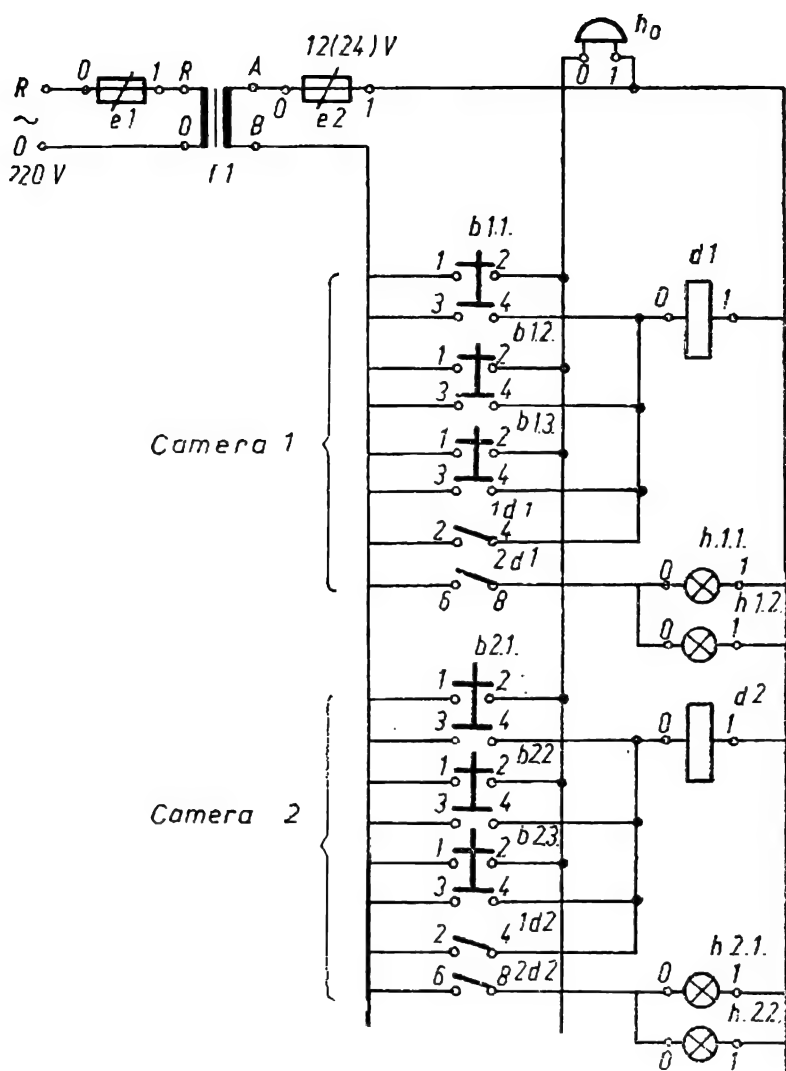 12(24) V
h0
0 1 R A
R 0 1 0 1
e1 e2
~
0 0 B
220 V f1
b1.1.
1 2 d1
3 4 0 1
b1.2.
1 2
3 4
b1.3.
Camera 1
1 2
3 4
1d1
2 4 h.1.1.
2d1 0 1
6 8 h1.2.
0 1
b2.1.
1 2 d2
3 4 0 1
b2.2
1 2
Camera 2
3 4
b2.3.
1 2
3 4
1d2
2 4 h.2.1.
6 8 2d2 0 1
h.2.2.
0 1